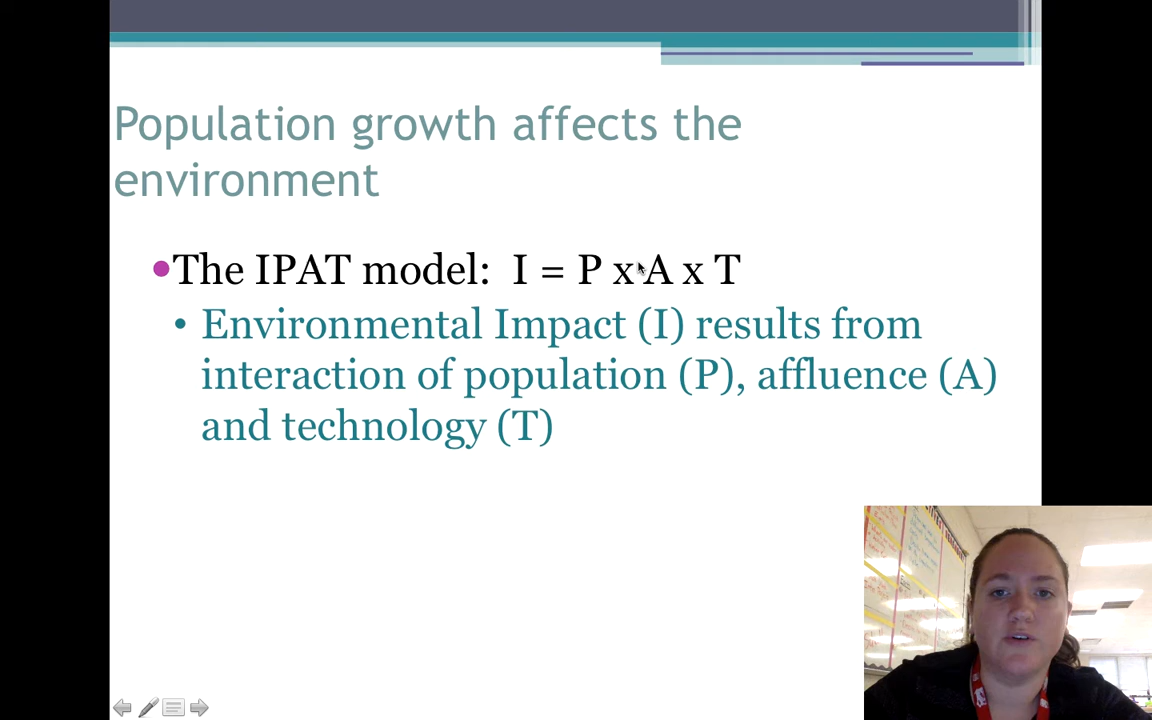 Population growth affects the
environment
•The IPAT model:  I = P x A x T
• Environmental Impact (I) results from
interaction of population (P), affluence (A)
and technology (T)